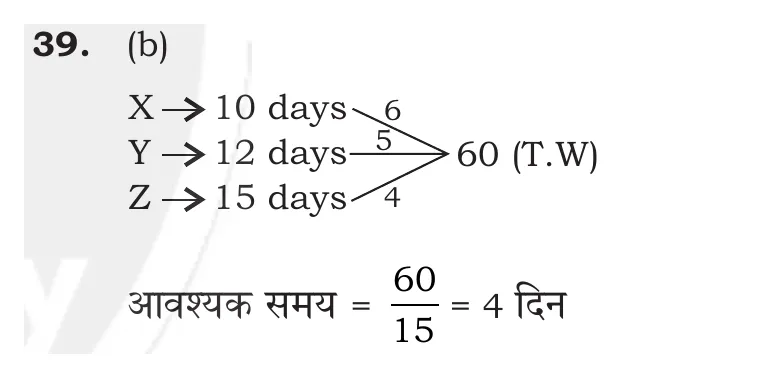 39. (b)
X → 10 days 6
Y → 12 days 5 60 (T.W)
Z → 15 days 4
आवश्यक समय = 60/15 = 4 दिन